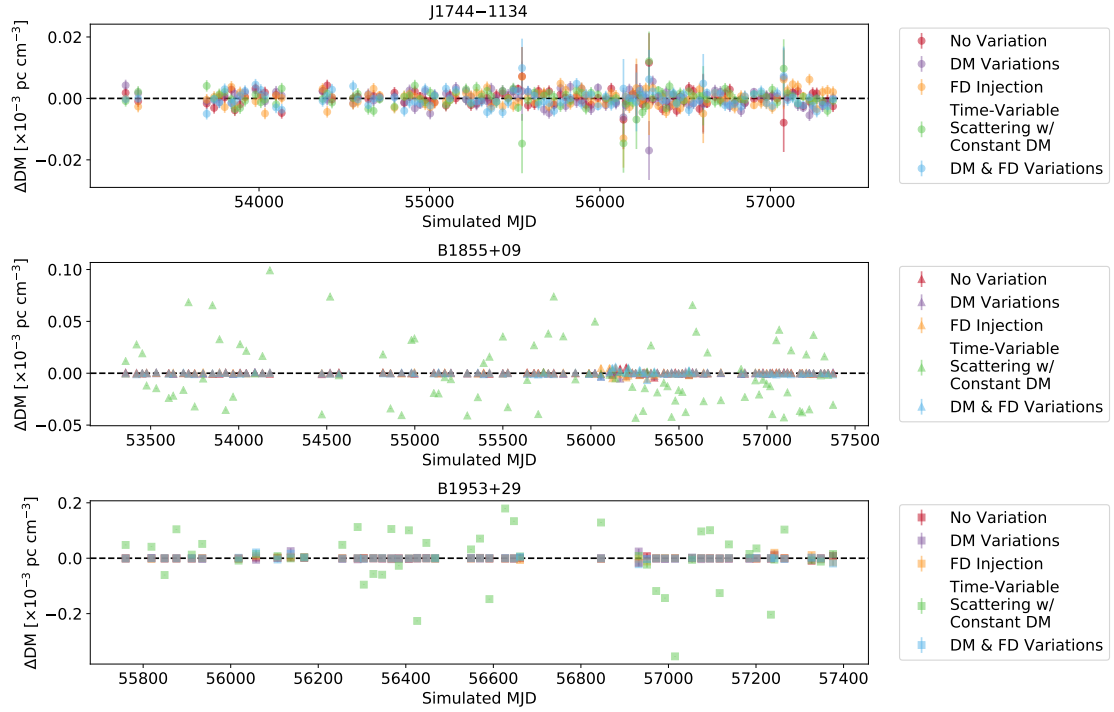 J1744−1134
0.02
0.00
−0.02
ΔDM [×10⁻³ pc cm⁻³]
54000 55000 56000 57000
Simulated MJD
No Variation
DM Variations
FD Injection
Time-Variable
Scattering w/
Constant DM
DM & FD Variations
B1855+09
0.10
0.05
0.00
−0.05
ΔDM [×10⁻³ pc cm⁻³]
53500 54000 54500 55000 55500 56000 56500 57000 57500
Simulated MJD
No Variation
DM Variations
FD Injection
Time-Variable
Scattering w/
Constant DM
DM & FD Variations
B1953+29
0.2
0.0
−0.2
ΔDM [×10⁻³ pc cm⁻³]
55800 56000 56200 56400 56600 56800 57000 57200 57400
Simulated MJD
No Variation
DM Variations
FD Injection
Time-Variable
Scattering w/
Constant DM
DM & FD Variations